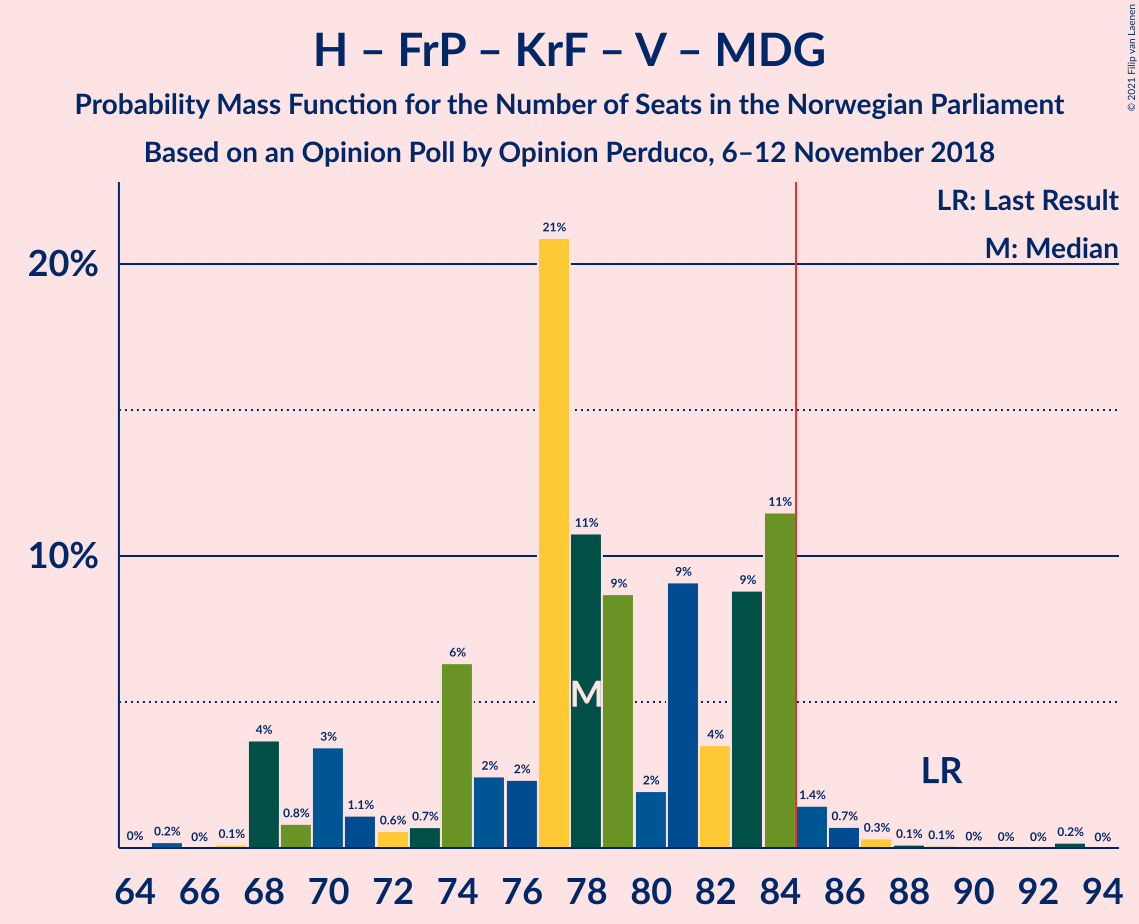 H – FrP – KrF – V – MDG
Probability Mass Function for the Number of Seats in the Norwegian Parliament
Based on an Opinion Poll by Opinion Perduco, 6–12 November 2018
© 2021 Filip van Laenen
LR: Last Result
M: Median
20%
10%
0% 0.2% 0% 0.1% 4% 0.8% 3% 1.1% 0.6% 0.7% 6% 2% 2% 21% 11% 9% 2% 9% 4% 9% 11% 1.4% 0.7% 0.3% 0.1% 0.1% 0% 0% 0% 0.2% 0%
M
LR
64 66 68 70 72 74 76 78 80 82 84 86 88 90 92 94